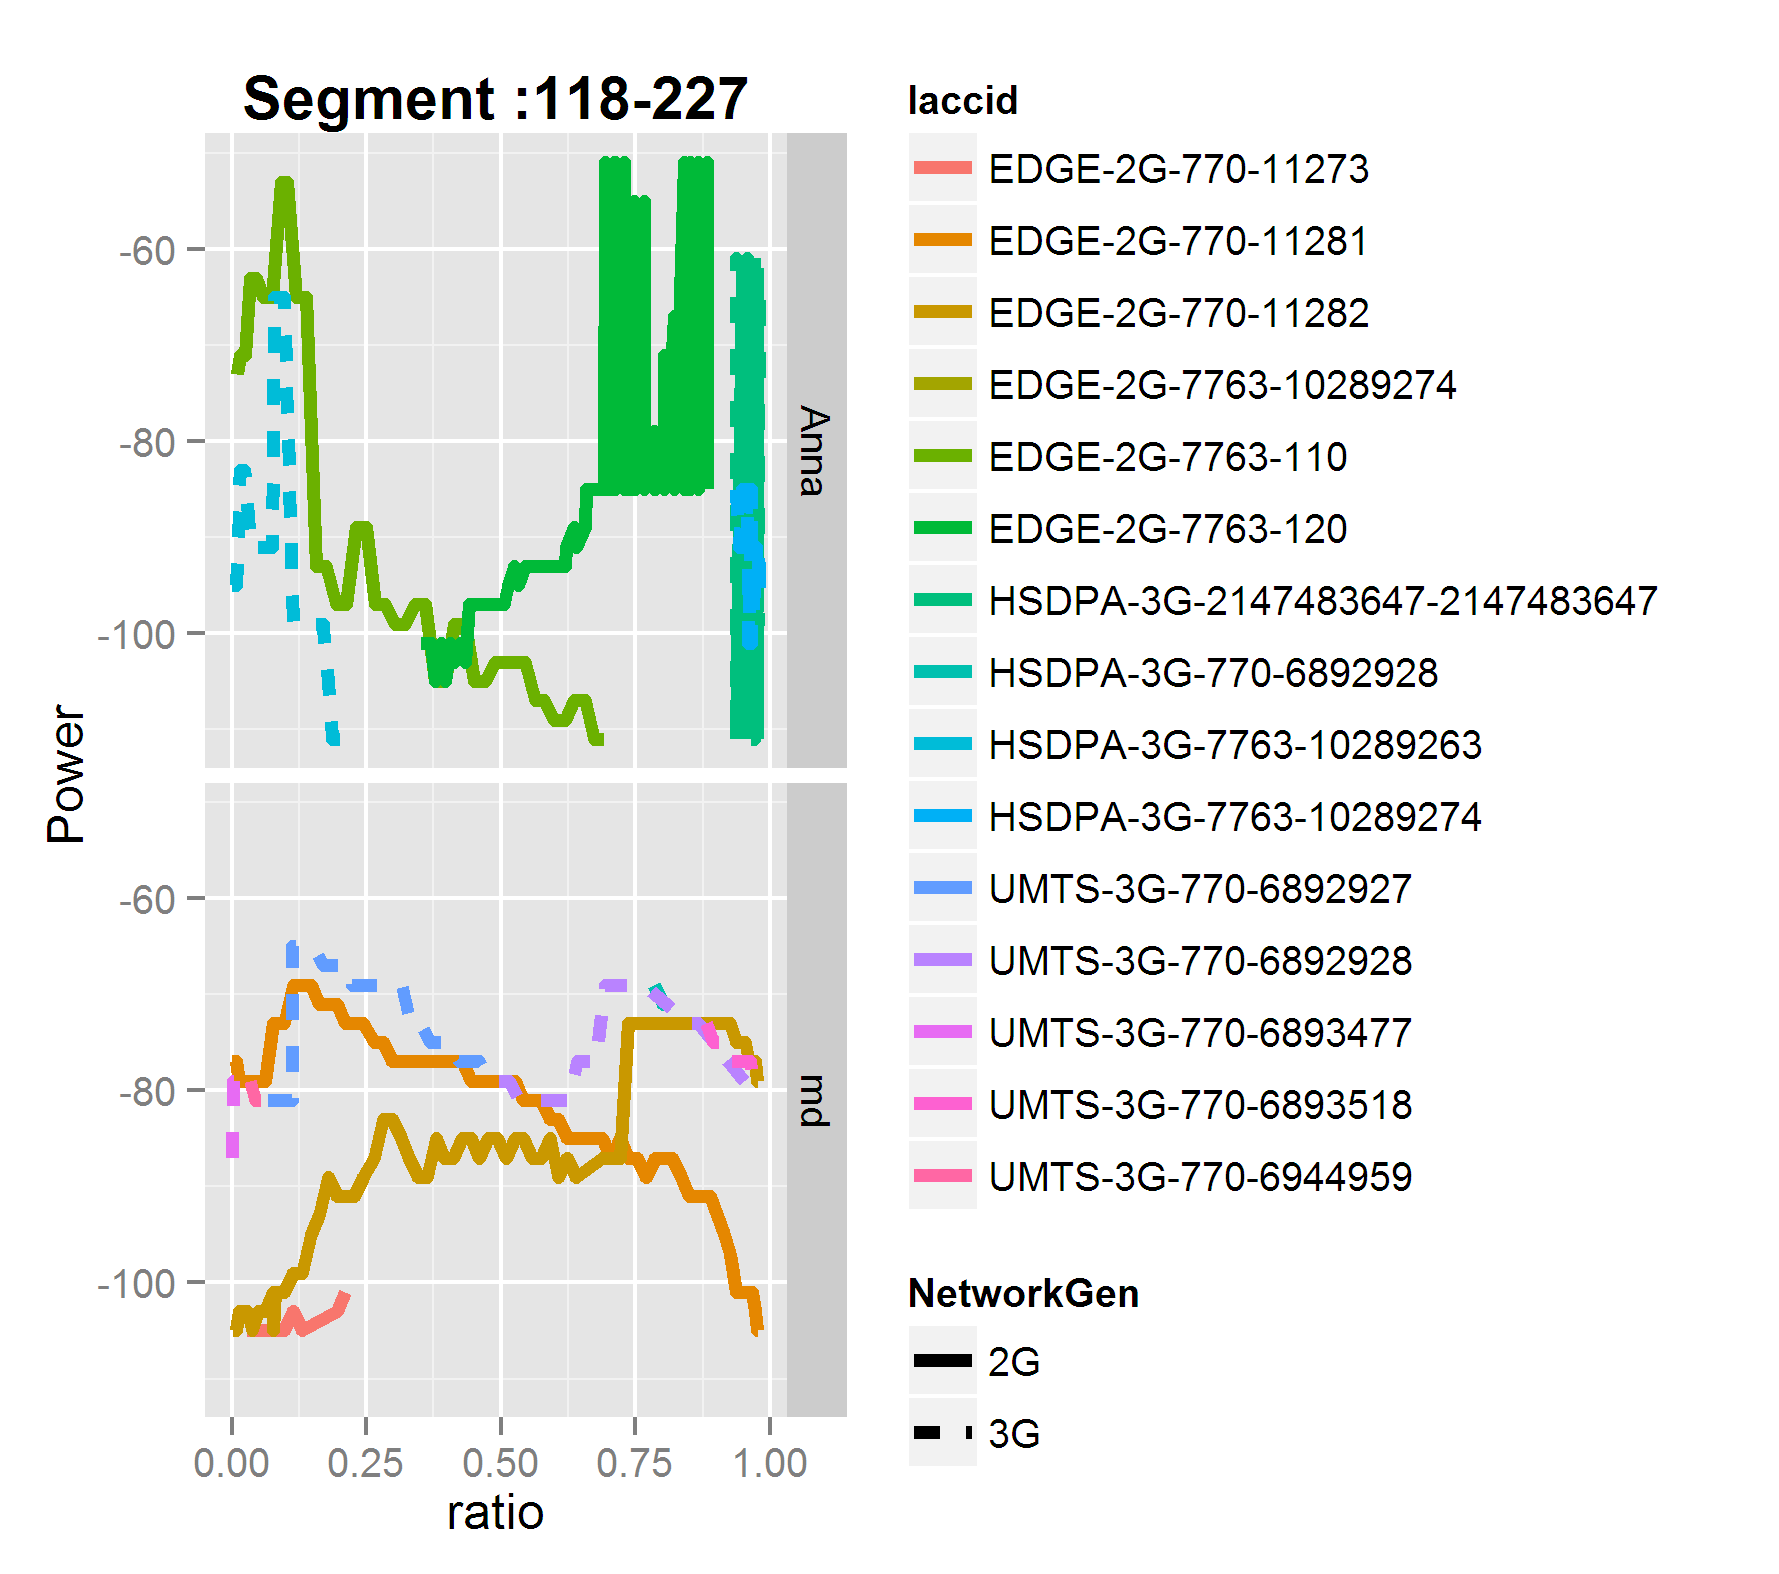 Segment :118-227
Power
-60
-80
-100
Anna
-60
-80
-100
md
0.00 0.25 0.50 0.75 1.00
ratio
laccid
EDGE-2G-770-11273
EDGE-2G-770-11281
EDGE-2G-770-11282
EDGE-2G-7763-10289274
EDGE-2G-7763-110
EDGE-2G-7763-120
HSDPA-3G-2147483647-2147483647
HSDPA-3G-770-6892928
HSDPA-3G-7763-10289263
HSDPA-3G-7763-10289274
UMTS-3G-770-6892927
UMTS-3G-770-6892928
UMTS-3G-770-6893477
UMTS-3G-770-6893518
UMTS-3G-770-6944959
NetworkGen
2G
3G